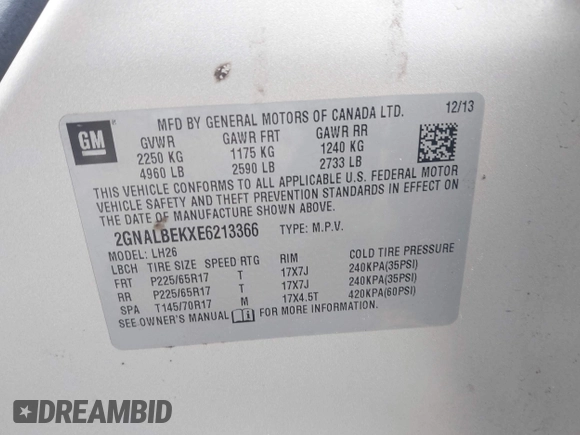 GM
MFD BY GENERAL MOTORS OF CANADA LTD. 12/13
GVWR GAWR FRT GAWR RR
2250 KG 1175 KG 1240 KG
4960 LB 2590 LB 2733 LB
THIS VEHICLE CONFORMS TO ALL APPLICABLE U.S. FEDERAL MOTOR
VEHICLE SAFETY AND THEFT PREVENTION STANDARDS IN EFFECT ON
THE DATE OF MANUFACTURE SHOWN ABOVE.
2GNALBEKXE6213366 TYPE: M.P.V.
MODEL: LH26
LBCH TIRE SIZE SPEED RTG RIM COLD TIRE PRESSURE
FRT P225/65R17 T 17X7J 240KPA(35PSI)
RR P225/65R17 T 17X7J 240KPA(35PSI)
SPA T145/70R17 M 17X4.5T 420KPA(60PSI)
SEE OWNER'S MANUAL FOR MORE INFORMATION.
DREAMBID